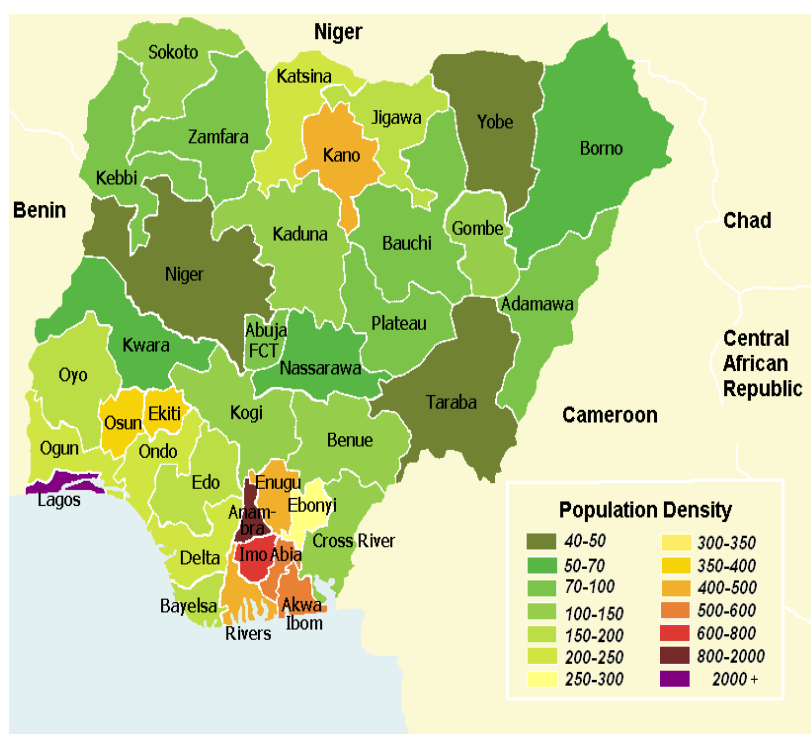 Niger
Sokoto
Katsina
Jigawa
Yobe
Zamfara
Kano
Borno
Kebbi
Benin
Kaduna
Bauchi
Gombe
Chad
Niger
Adamawa
Abuja
FCT
Plateau
Kwara
Nassarawa
Central
African
Republic
Oyo
Taraba
Osun
Ekiti
Kogi
Cameroon
Benue
Ogun
Ondo
Edo
Enugu
Lagos
Anam-
bra
Ebonyi
Cross River
Delta
Imo
Abia
Bayelsa
Akwa
Ibom
Rivers
Population Density
40-50
50-70
70-100
100-150
150-200
200-250
250-300
300-350
350-400
400-500
500-600
600-800
800-2000
2000 +